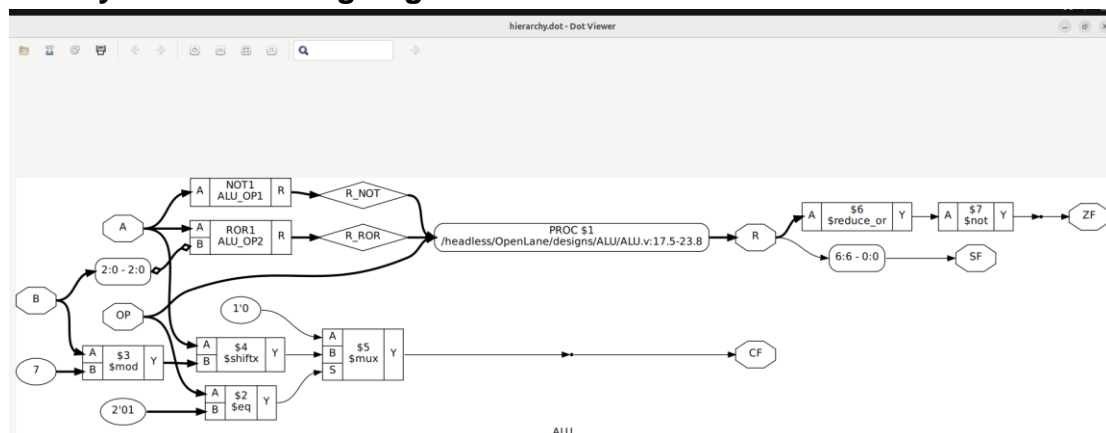 hierarchy.dot - Dot Viewer
A NOT1 ALU_OP1 R
R_NOT
A
A B ROR1 ALU_OP2 R
R_ROR
PROC $1
/headless/OpenLane/designs/ALU/ALU.v:17.5-23.8
R
A $6 $reduce_or Y
A $7 $not Y
ZF
2:0 - 2:0
6:6 - 0:0
SF
B
OP
1'0
A B $4 $shiftx Y
A B S $5 $mux Y
CF
7
A B $3 $mod Y
A B $2 $eq Y
2'01
ALU